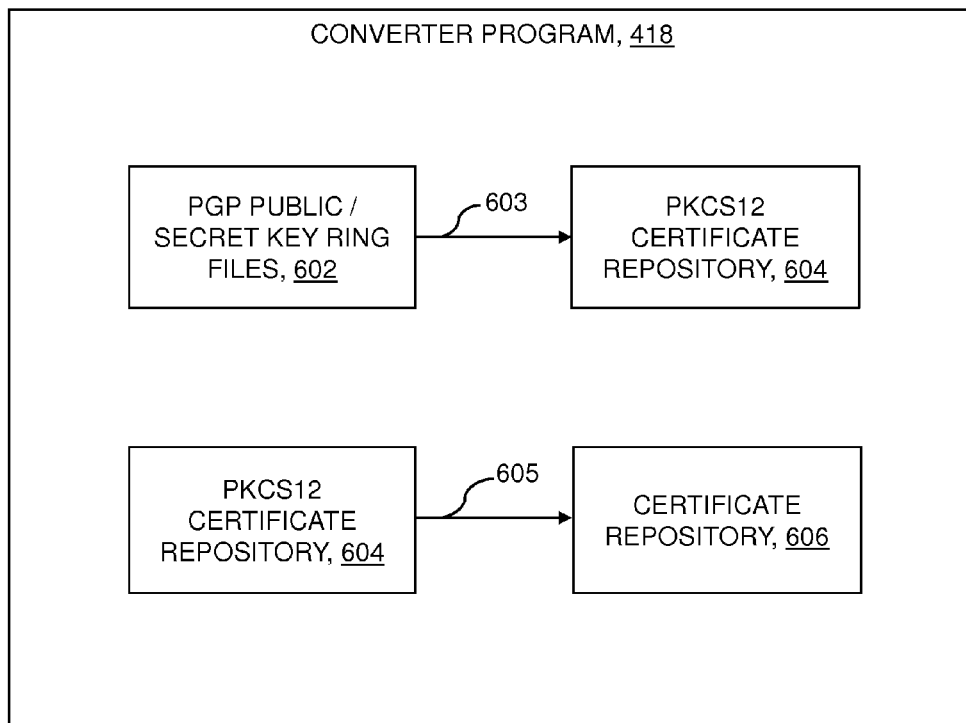 CONVERTER PROGRAM, 418
PGP PUBLIC /
SECRET KEY RING
FILES, 602
603
PKCS12
CERTIFICATE
REPOSITORY, 604
PKCS12
CERTIFICATE
REPOSITORY, 604
605
CERTIFICATE
REPOSITORY, 606